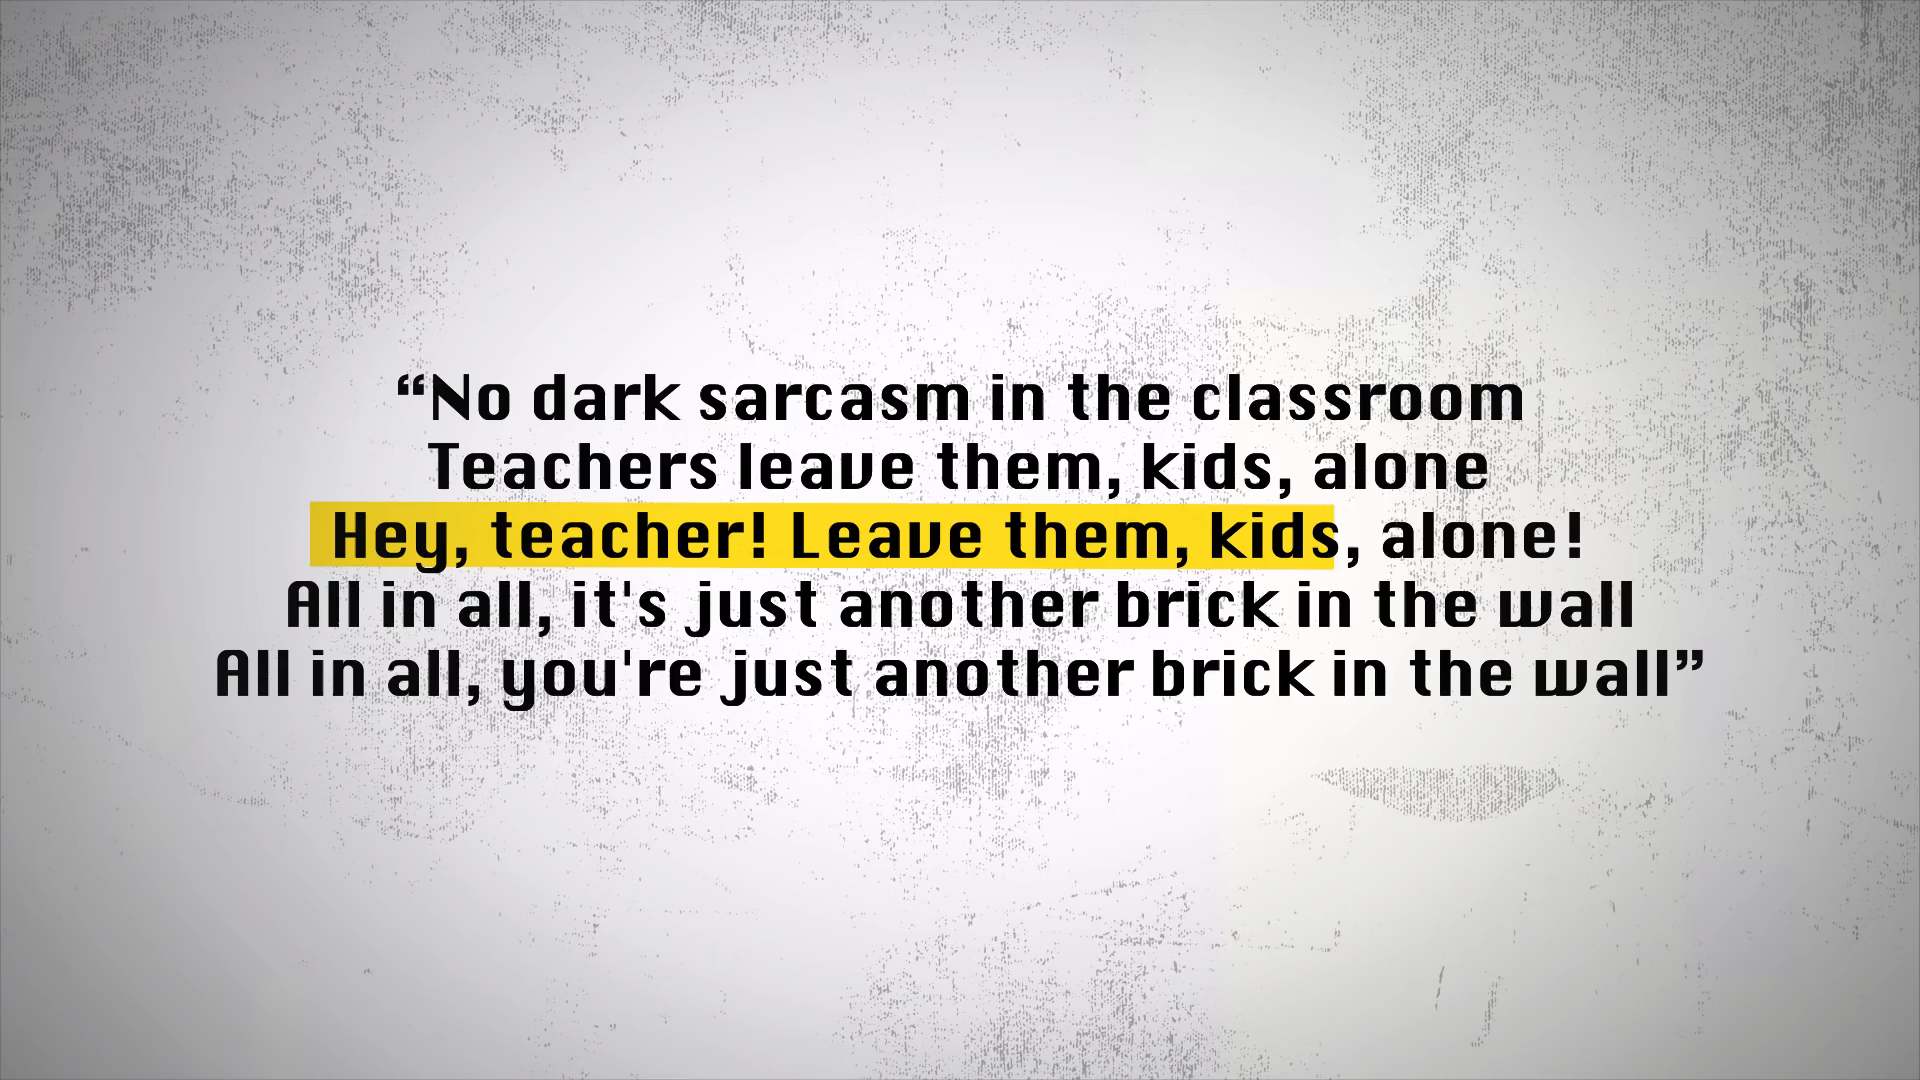 “No dark sarcasm in the classroom
Teachers leave them, kids, alone
Hey, teacher! Leave them, kids, alone!
All in all, it's just another brick in the wall
All in all, you're just another brick in the wall”